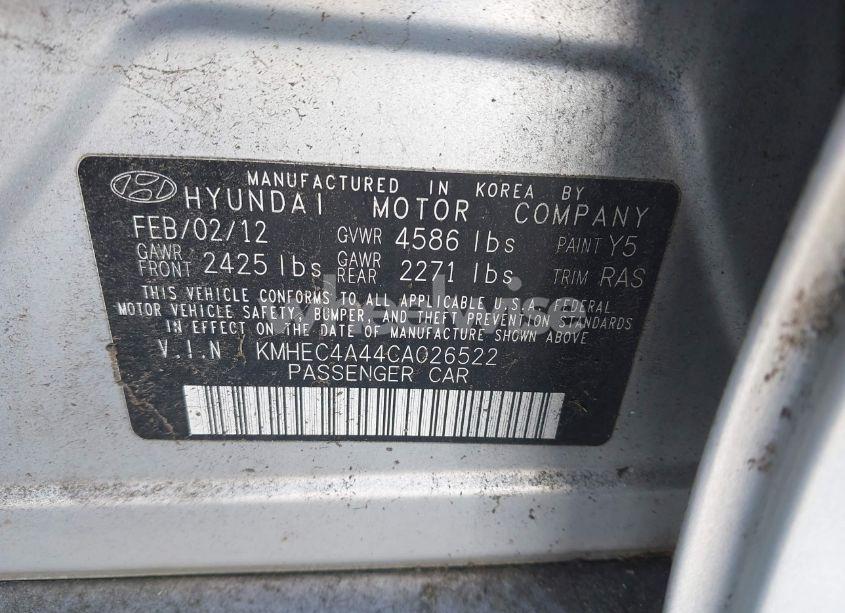 MANUFACTURED IN KOREA BY
HYUNDAI MOTOR COMPANY
FEB/02/12 GVWR 4586 lbs PAINT Y5
GAWR FRONT 2425 lbs GAWR REAR 2271 lbs TRIM RAS
THIS VEHICLE CONFORMS TO ALL APPLICABLE U.S. FEDERAL
MOTOR VEHICLE SAFETY, BUMPER, AND THEFT PREVENTION STANDARDS
IN EFFECT ON THE DATE OF MANUFACTURE SHOWN ABOVE
V.I.N KMHEC4A44CA026522
PASSENGER CAR